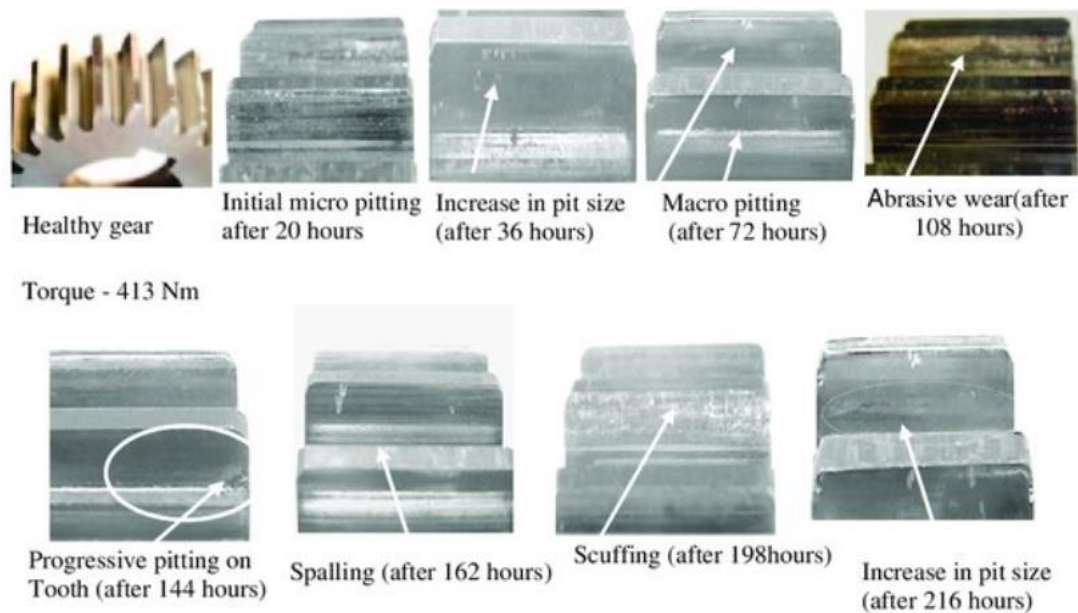 Healthy gear
Initial micro pitting
after 20 hours
Increase in pit size
(after 36 hours)
Macro pitting
(after 72 hours)
Abrasive wear(after
108 hours)
Torque - 413 Nm
Progressive pitting on
Tooth (after 144 hours)
Spalling (after 162 hours)
Scuffing (after 198hours)
Increase in pit size
(after 216 hours)